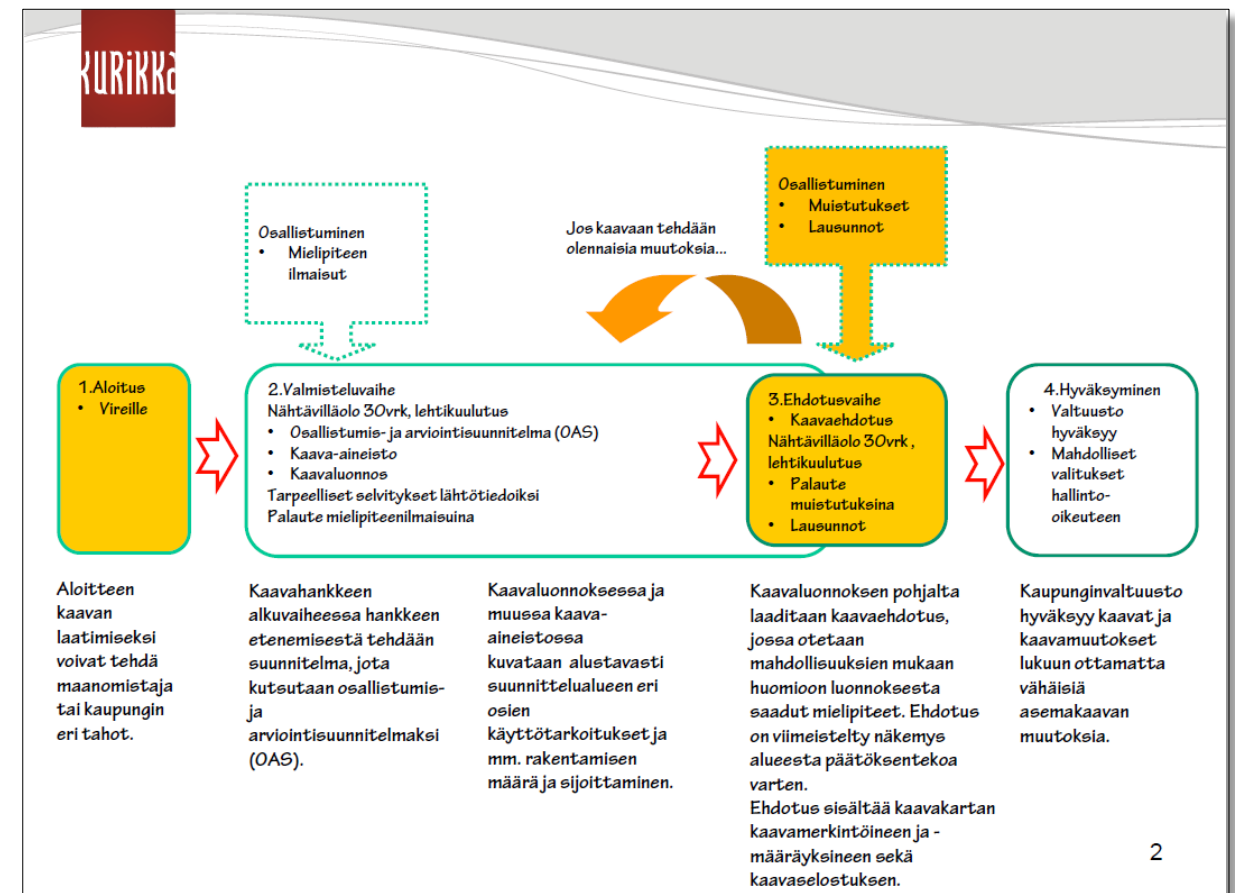 KURiKKa
Osallistuminen
• Muistutukset
• Lausunnot
Osallistuminen
• Mielipiteen
ilmaisut
Jos kaavaan tehdään
olennaisia muutoksia...
1.Aloitus
• Vireille
2.Valmisteluvaihe
Nähtävilläolo 30vrk, lehtikuulutus
• Osallistumis- ja arviointisuunnitelma (OAS)
• Kaava-aineisto
• Kaavaluonnos
Tarpeelliset selvitykset lähtötiedoiksi
Palaute mielipiteenilmaisuina
3.Ehdotusvaihe
• Kaavaehdotus
Nähtävilläolo 30vrk ,
lehtikuulutus
• Palaute
muistutuksina
• Lausunnot
4.Hyväksyminen
• Valtuusto
hyväksyy
• Mahdolliset
valitukset
hallinto-
oikeuteen
Aloitteen
kaavan
laatimiseksi
voivat tehdä
maanomistaja
tai kaupungin
eri tahot.
Kaavahankkeen
alkuvaiheessa hankkeen
etenemisestä tehdään
suunnitelma, jota
kutsutaan osallistumis-
ja
arviointisuunnitelmaksi
(OAS).
Kaavaluonnoksessa ja
muussa kaava-
aineistossa
kuvataan alustavasti
suunnittelualueen eri
osien
käyttötarkoitukset ja
mm. rakentamisen
määrä ja sijoittaminen.
Kaavaluonnoksen pohjalta
laaditaan kaavaehdotus,
jossa otetaan
mahdollisuuksien mukaan
huomioon luonnoksesta
saadut mielipiteet. Ehdotus
on viimeistelty näkemys
alueesta päätöksentekoa
varten.
Ehdotus sisältää kaavakartan
kaavamerkintöineen ja -
määräyksineen sekä
kaavaselostuksen.
Kaupunginvaltuusto
hyväksyy kaavat ja
kaavamuutokset
lukuun ottamatta
vähäisiä
asemakaavan
muutoksia.
2